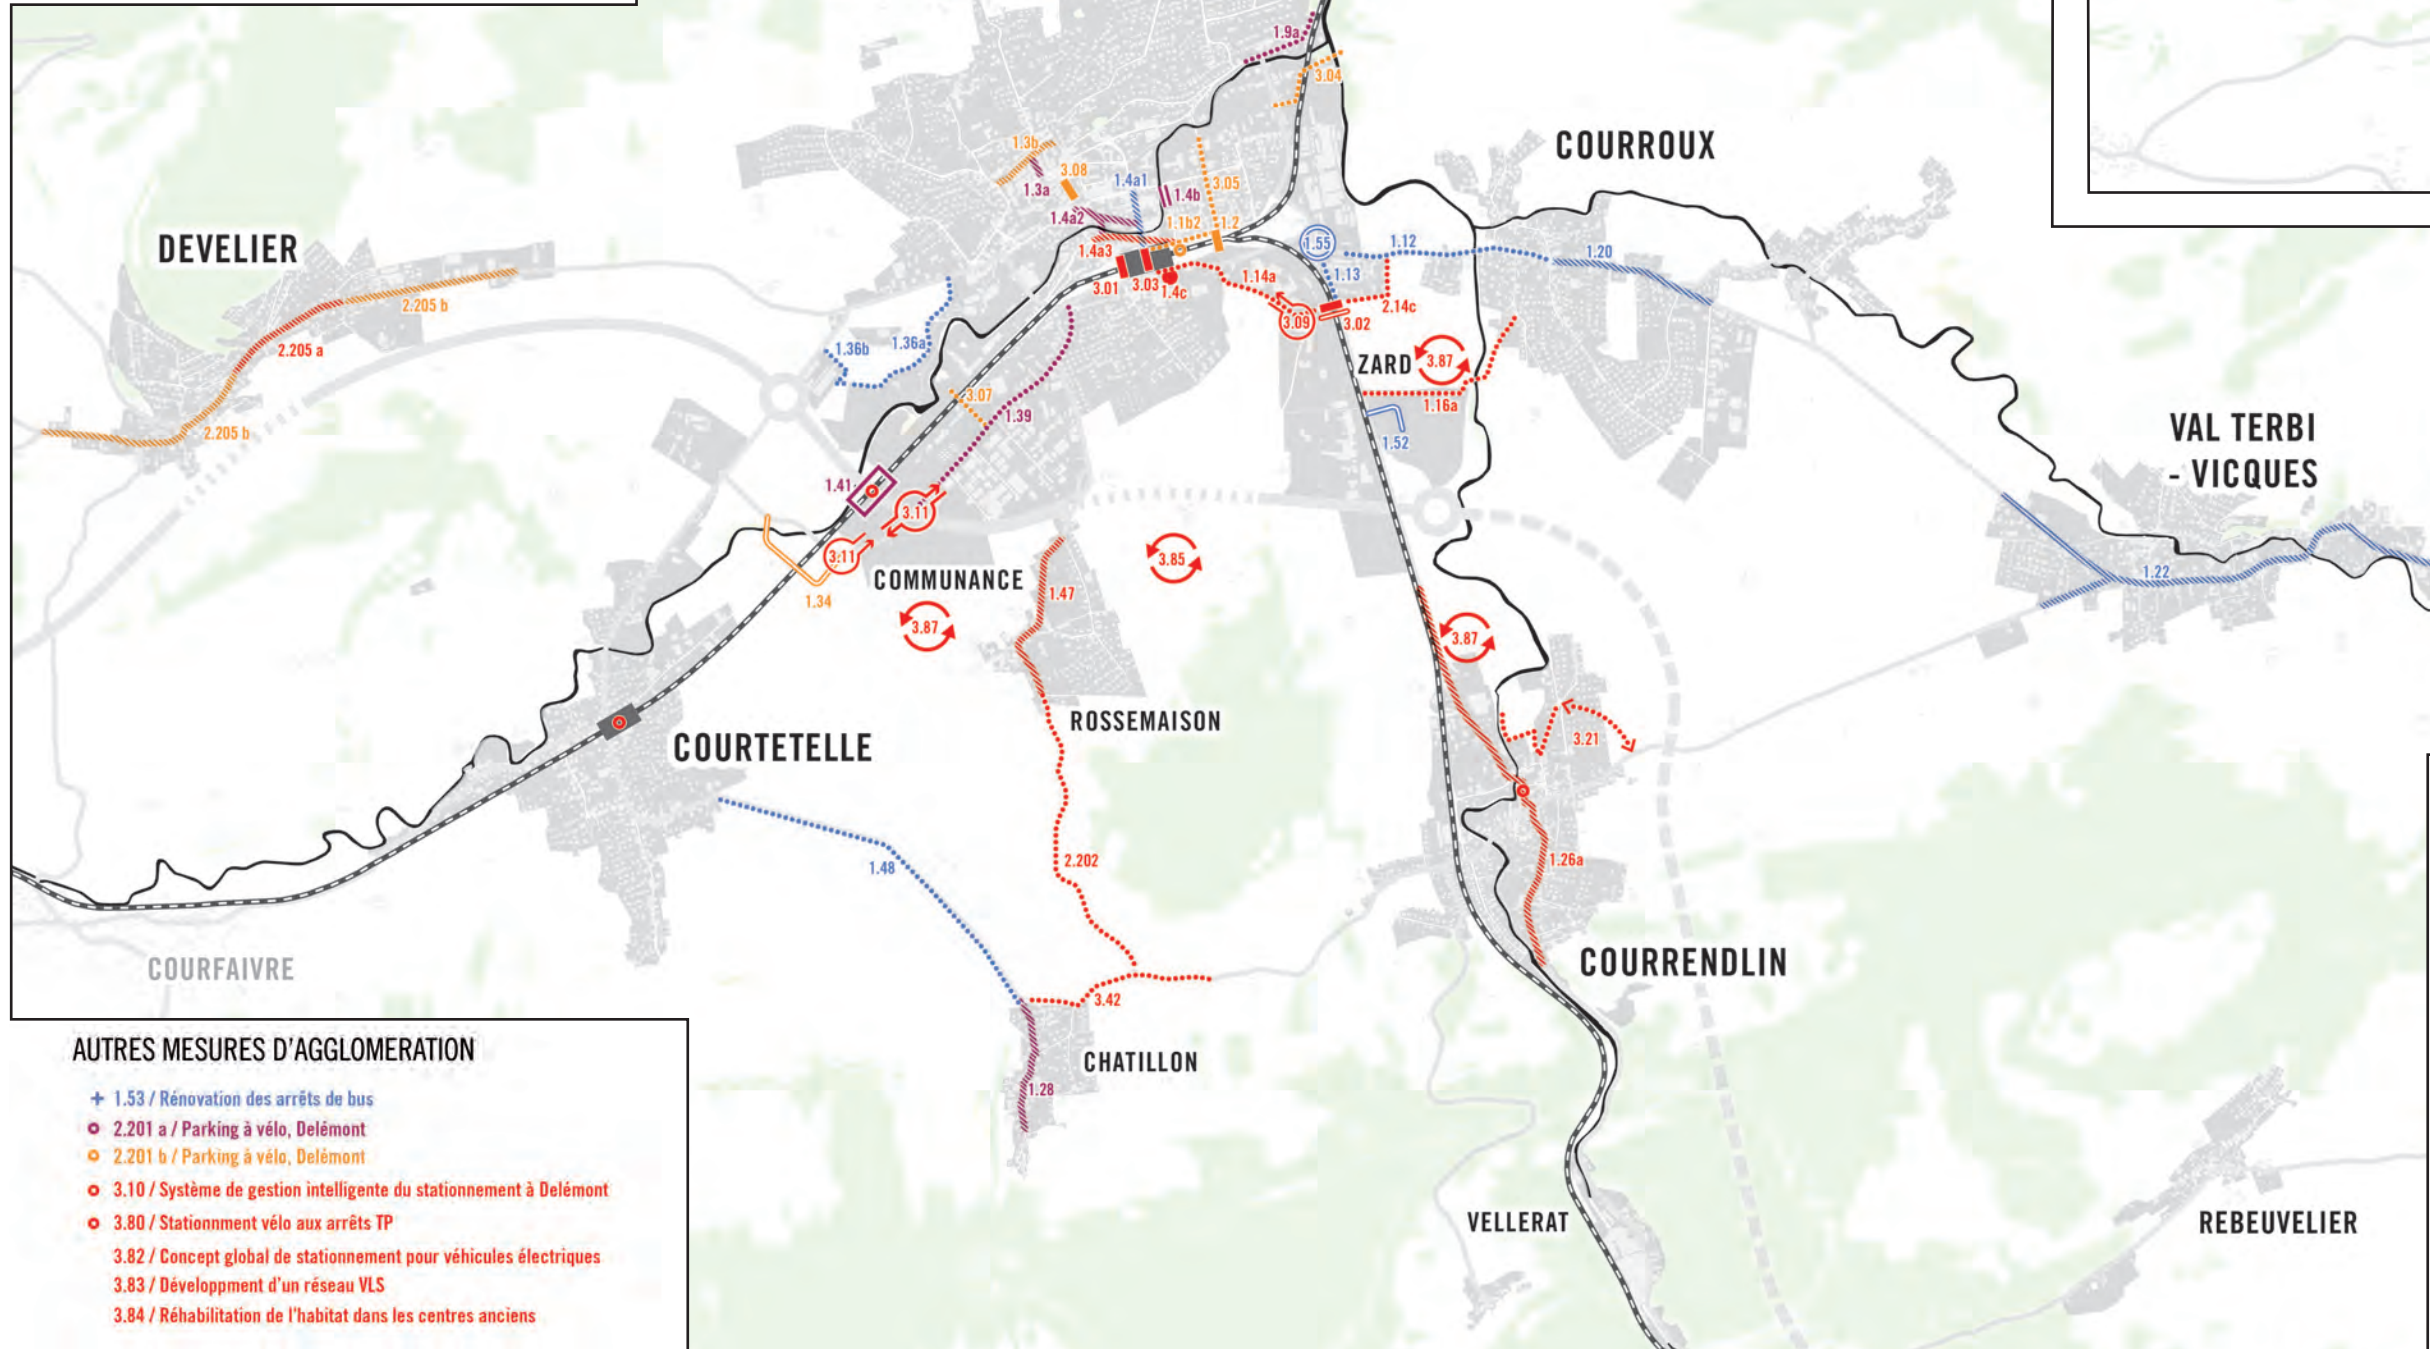 1.9a
3.04
COURROUX
1.3b
3.08
1.3a
1.4a1
1.4b
3.05
1.4a2
1.1b2
1.2
DEVELIER
1.4a3
1.55
1.12
1.20
1.14a
1.13
3.01
3.03
1.4c
2.205 b
2.14c
3.09
3.02
2.205 a
1.36b
1.36a
ZARD
3.87
3.07
1.39
1.16a
2.205 b
1.52
VAL TERBI
- VICQUES
1.41
3.11
3.11
3.85
COMMUNANCE
1.22
1.34
1.47
3.87
3.87
ROSSEMAISON
3.21
COURTETELLE
1.48
2.202
1.26a
COURFAIVRE
COURRENDLIN
3.42
CHATILLON
1.28
AUTRES MESURES D'AGGLOMERATION
+ 1.53 / Rénovation des arrêts de bus
2.201 a / Parking à vélo, Delémont
2.201 b / Parking à vélo, Delémont
3.10 / Système de gestion intelligente du stationnement à Delémont
3.80 / Stationnment vélo aux arrêts TP
3.82 / Concept global de stationnement pour véhicules électriques
3.83 / Développment d'un réseau VLS
3.84 / Réhabilitation de l'habitat dans les centres anciens
VELLERAT
REBEUVELIER